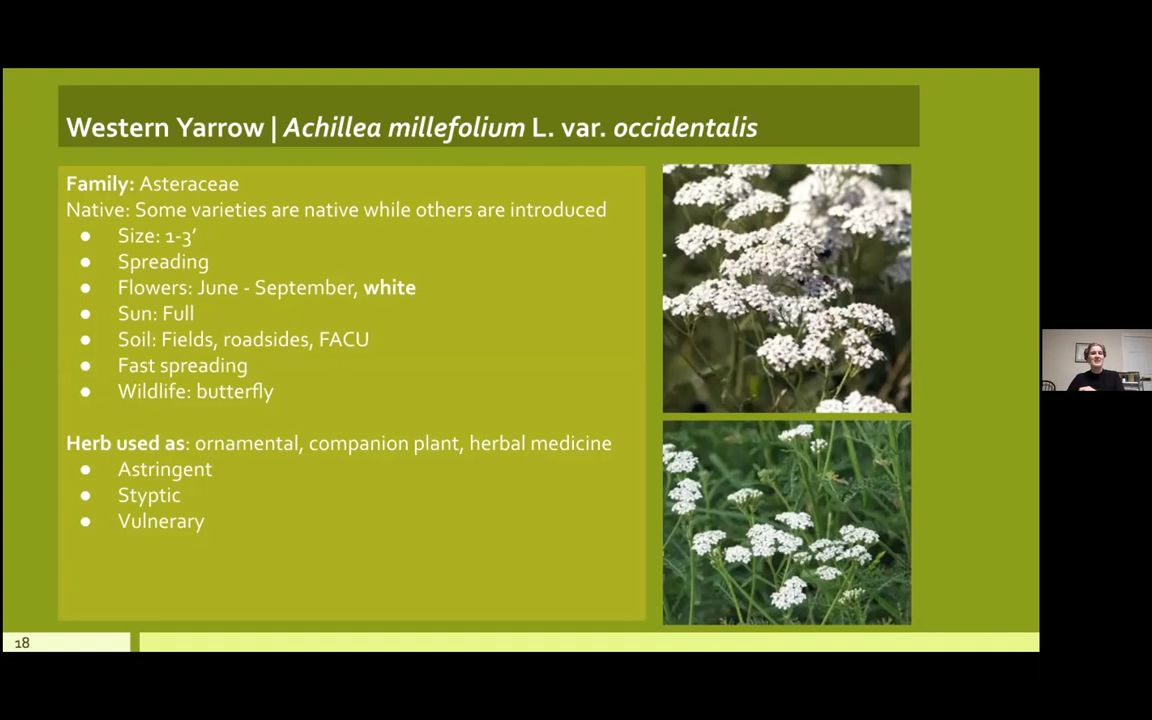 Western Yarrow | Achillea millefolium L. var. occidentalis
Family: Asteraceae
Native: Some varieties are native while others are introduced
● Size: 1-3′
● Spreading
● Flowers: June - September, white
● Sun: Full
● Soil: Fields, roadsides, FACU
● Fast spreading
● Wildlife: butterfly
Herb used as: ornamental, companion plant, herbal medicine
● Astringent
● Styptic
● Vulnerary
18